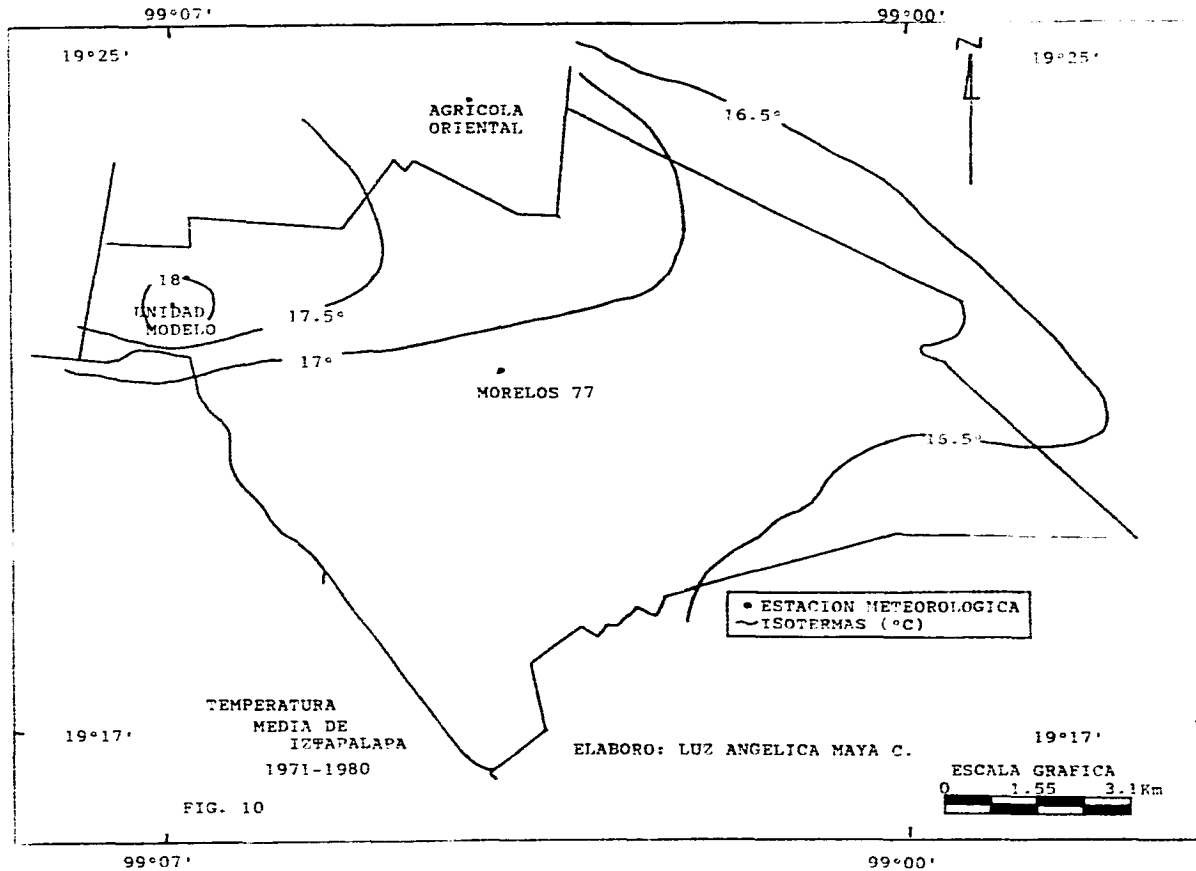 99°07'
99°00'
19°25'
19°25'
N
AGRÍCOLA
ORIENTAL
16.5°
18°
UNIDAD
MODELO
17.5°
17°
MORELOS 77
16.5°
• ESTACION METEOROLOGICA
~ ISOTERMAS (°C)
TEMPERATURA
MEDIA DE
IZTAPALAPA
1971-1980
19°17'
ELABORO: LUZ ANGELICA MAYA C.
19°17'
ESCALA GRAFICA
0 1.55 3.1Km
FIG. 10
99°07'
99°00'